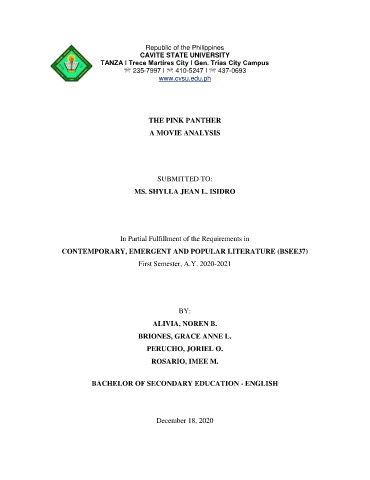 Republic of the Philippines
CAVITE STATE UNIVERSITY
TANZA I Trece Martires City I Gen. Trias City Campus
☏ 235-7997 I ☏ 410-5247 I ☏ 437-0693
www.cvsu.edu.ph
THE PINK PANTHER
A MOVIE ANALYSIS
SUBMITTED TO:
MS. SHYLLA JEAN L. ISIDRO
In Partial Fulfillment of the Requirements in
CONTEMPORARY, EMERGENT AND POPULAR LITERATURE (BSEE37)
First Semester, A.Y. 2020-2021
BY:
ALIVIA, NOREN B.
BRIONES, GRACE ANNE L.
PERUCHO, JORIEL O.
ROSARIO, IMEE M.
BACHELOR OF SECONDARY EDUCATION - ENGLISH
December 18, 2020